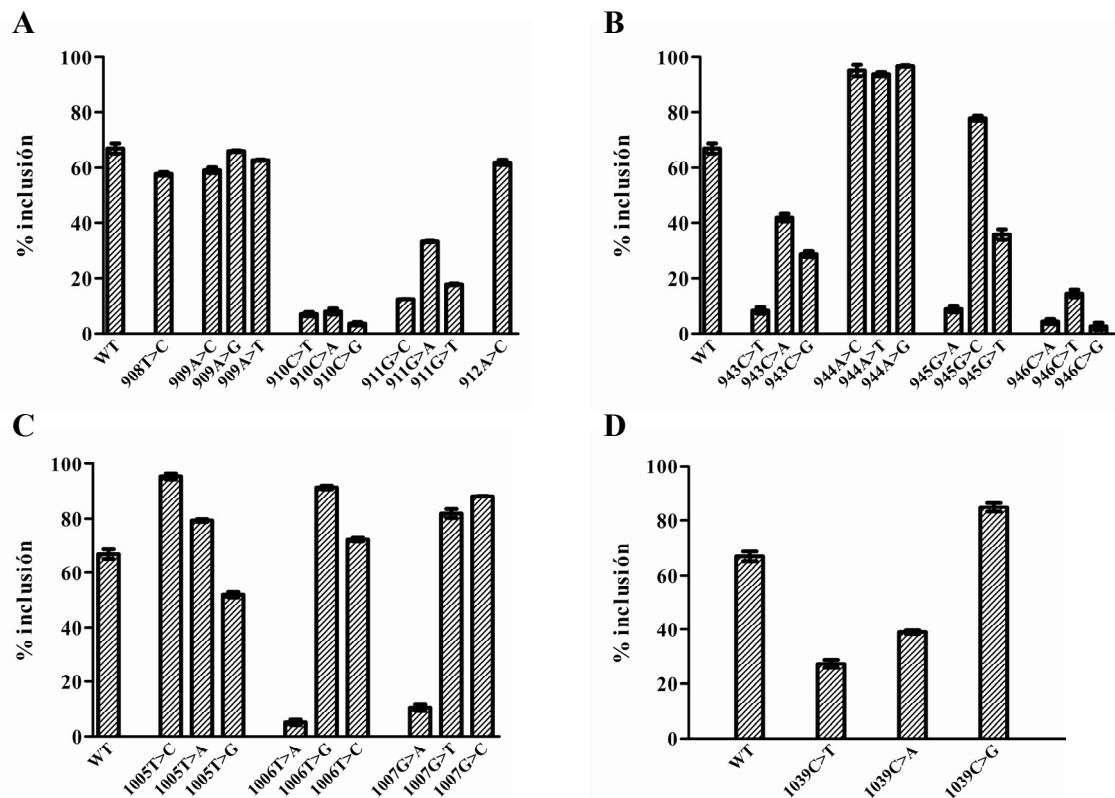 A
% inclusión
100
80
60
40
20
0
WT
908T>C
909A>C
909A>G
909A>T
910C>T
910C>A
910C>G
911G>C
911G>A
911G>T
912A>C
B
% inclusión
100
80
60
40
20
0
WT
943C>T
943C>A
943C>G
944A>C
944A>T
944A>G
945G>A
945G>C
945G>T
946C>A
946C>T
946C>G
C
% inclusión
100
80
60
40
20
0
WT
1005T>C
1005T>A
1005T>G
1006T>A
1006T>G
1006T>C
1007G>A
1007G>T
1007G>C
D
% inclusión
100
80
60
40
20
0
WT
1039C>T
1039C>A
1039C>G